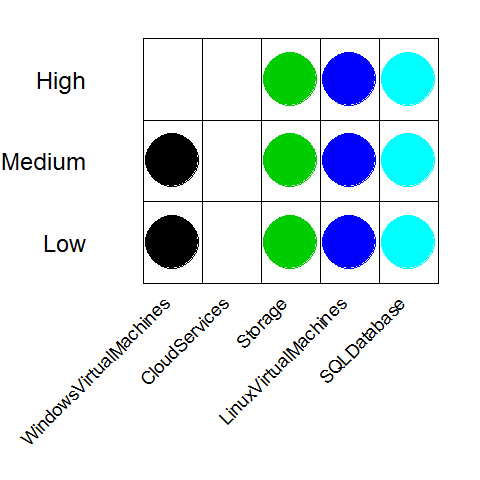 High
Medium
Low
WindowsVirtualMachines
CloudServices
Storage
LinuxVirtualMachines
SQLDatabase